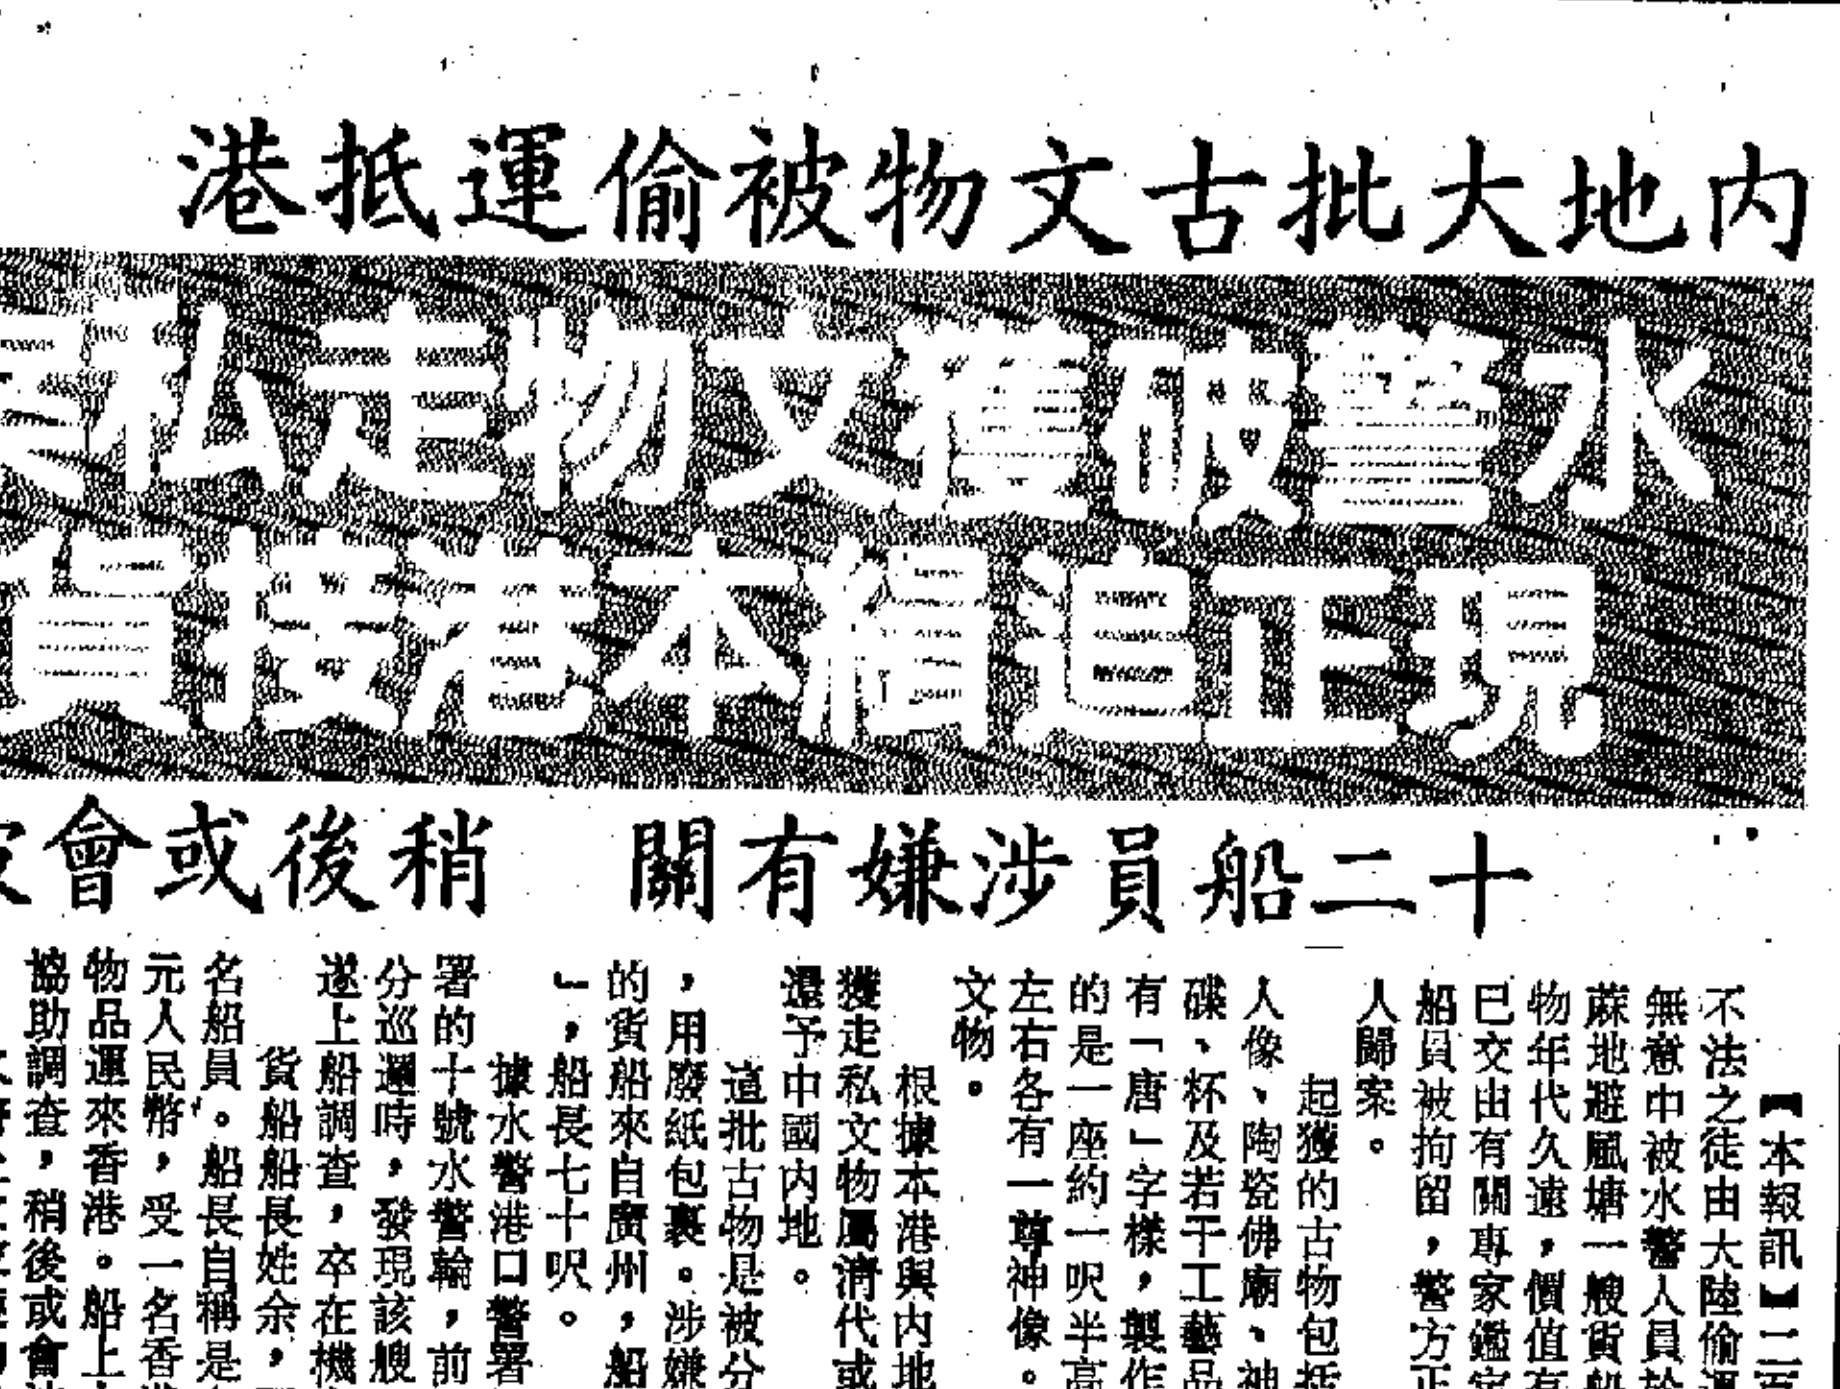 內地大批古文物被偷運抵港
水警破獲文物走私
現正追緝本港接貨
十二船員涉嫌有關　稍後或會
【本報訊】二百
不法之徒由大陸偷運
無意中被水警人員於
蔴地避風塘一艘貨船
物年代久遠，價值有
已交由有關專家鑑定
船員被拘留，警方正
人歸案。
起獲的古物包括
人像、陶瓷佛廟、神
碟、杯及若干工藝品
有「唐」字樣，製作
的是一座約一呎半高
左右各有一尊神像。
文物。
根據本港與內地
獲走私文物屬清代或
還予中國內地。
這批古物是被分
，用廢紙包裹。涉嫌
的貨船來自廣州，船
」，船長七十呎。
據水警港口警署
署的十號水警輪，前
分巡邏時，發現該艘
遂上船調查，卒在機
貨船船長姓余，
名船員。船長自稱是
元人民幣，受一名香港
物品運來香港。船上
協助調查，稍後或會